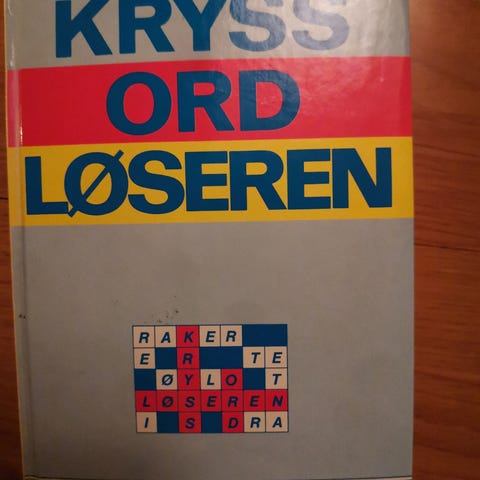 KRYSS
ORD
LØSEREN
RAKER
E R TE
ØYLO T
LØSEREN
I S DRA